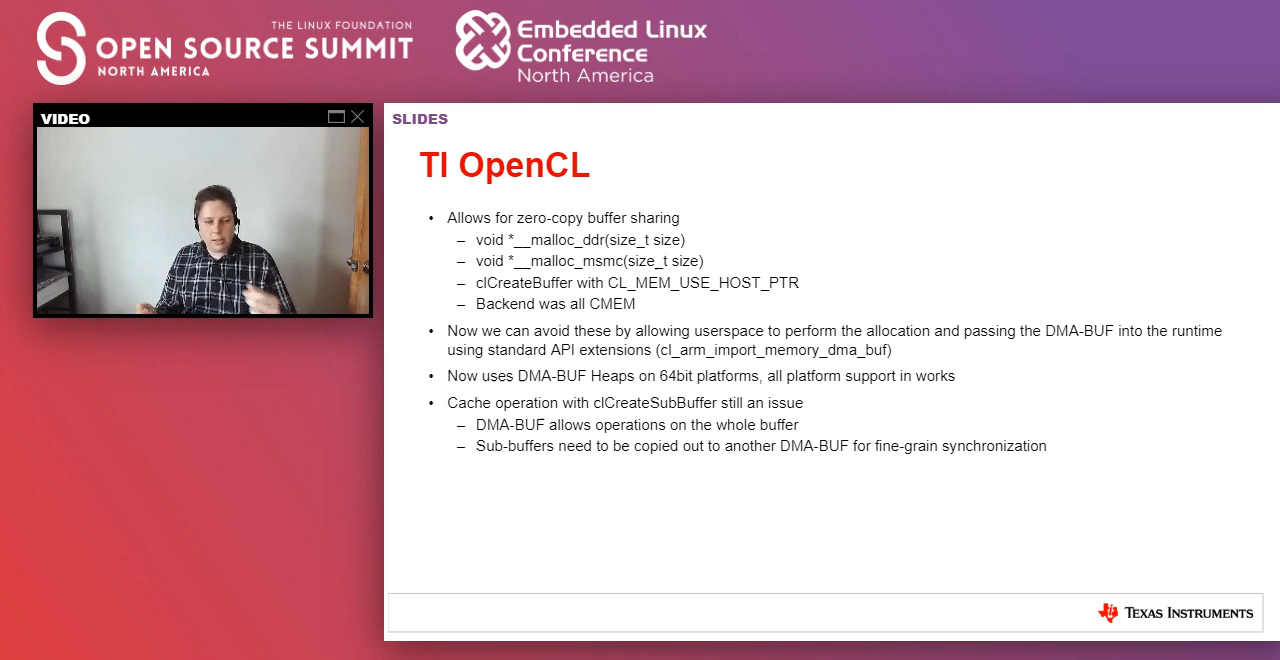 THE LINUX FOUNDATION
OPEN SOURCE SUMMIT
NORTH AMERICA
Embedded Linux
Conference
North America
VIDEO
SLIDES
TI OpenCL
• Allows for zero-copy buffer sharing
– void *__malloc_ddr(size_t size)
– void *__malloc_msmc(size_t size)
– clCreateBuffer with CL_MEM_USE_HOST_PTR
– Backend was all CMEM
• Now we can avoid these by allowing userspace to perform the allocation and passing the DMA-BUF into the runtime
using standard API extensions (cl_arm_import_memory_dma_buf)
• Now uses DMA-BUF Heaps on 64bit platforms, all platform support in works
• Cache operation with clCreateSubBuffer still an issue
– DMA-BUF allows operations on the whole buffer
– Sub-buffers need to be copied out to another DMA-BUF for fine-grain synchronization
TEXAS INSTRUMENTS